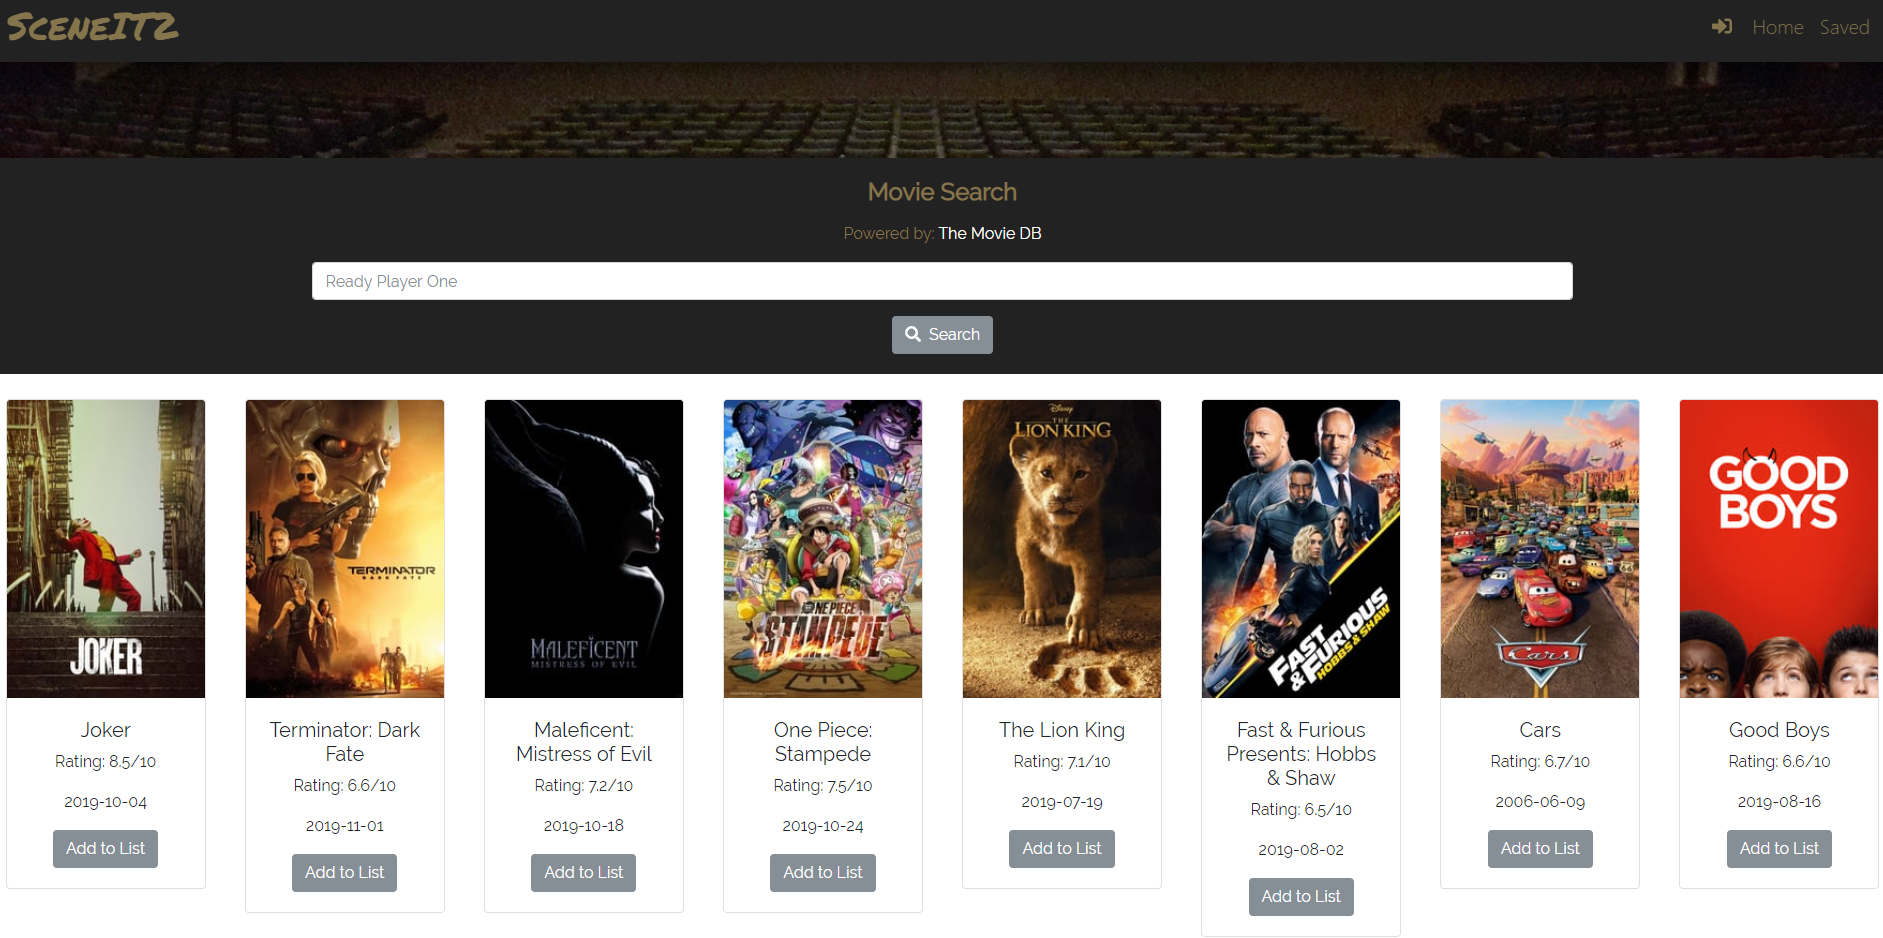 SceneIT2
Home
Saved
Movie Search
Powered by: The Movie DB
Ready Player One
Search
JOKER
Joker
Rating: 8.5/10
2019-10-04
Add to List
TERMINATOR
DARK FATE
Terminator: Dark
Fate
Rating: 6.6/10
2019-11-01
Add to List
MALEFICENT
MISTRESS OF EVIL
Maleficent:
Mistress of Evil
Rating: 7.2/10
2019-10-18
Add to List
ONE PIECE
STAMPEDE
One Piece:
Stampede
Rating: 7.5/10
2019-10-24
Add to List
Disney
THE
LION KING
The Lion King
Rating: 7.1/10
2019-07-19
Add to List
FAST
& FURIOUS
HOBBS & SHAW
Fast & Furious
Presents: Hobbs
& Shaw
Rating: 6.5/10
2019-08-02
Add to List
Cars
Cars
Rating: 6.7/10
2006-06-09
Add to List
GOOD
BOYS
Good Boys
Rating: 6.6/10
2019-08-16
Add to List